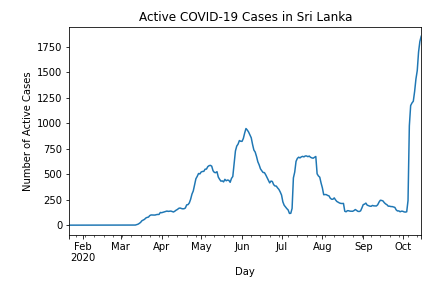 Active COVID-19 Cases in Sri Lanka
Number of Active Cases
1750
1500
1250
1000
750
500
250
0
Feb Mar Apr May Jun Jul Aug Sep Oct
2020
Day